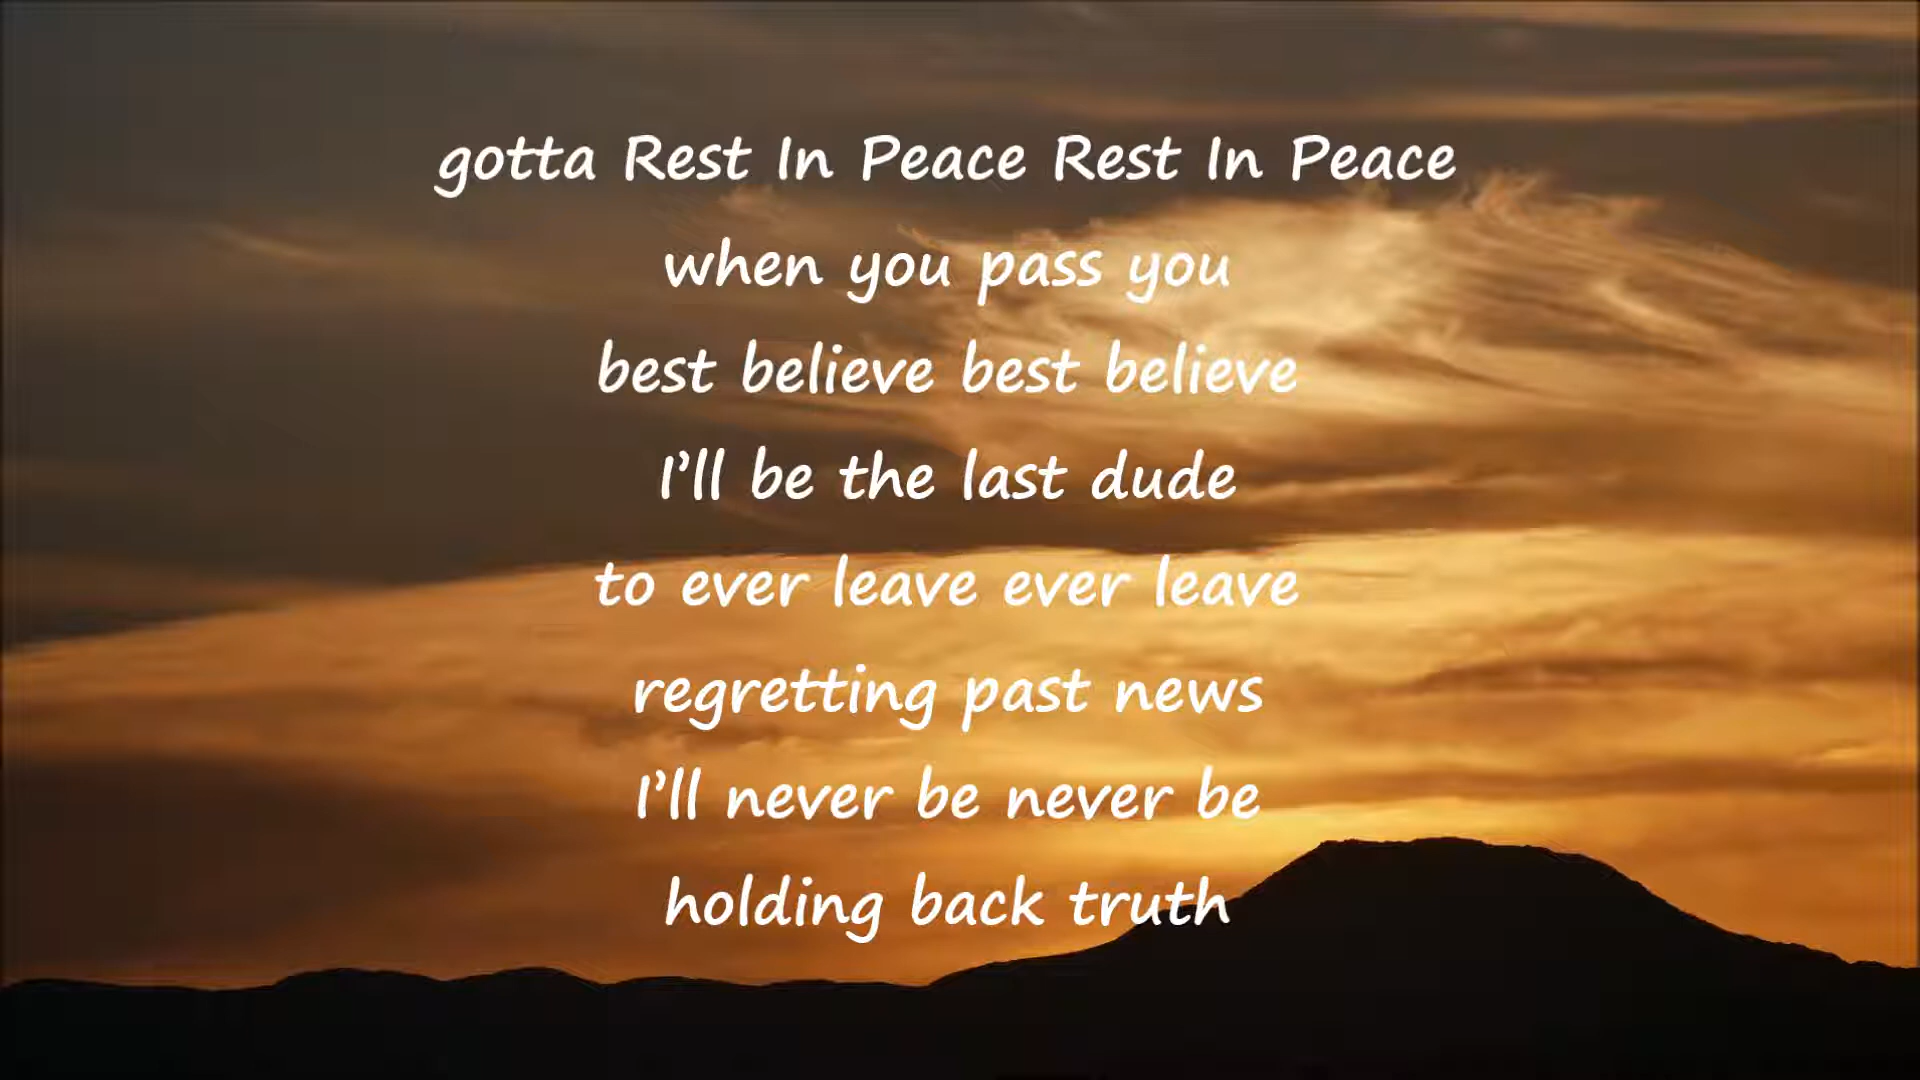 gotta Rest In Peace Rest In Peace
when you pass you
best believe best believe
I'll be the last dude
to ever leave ever leave
regretting past news
I'll never be never be
holding back truth